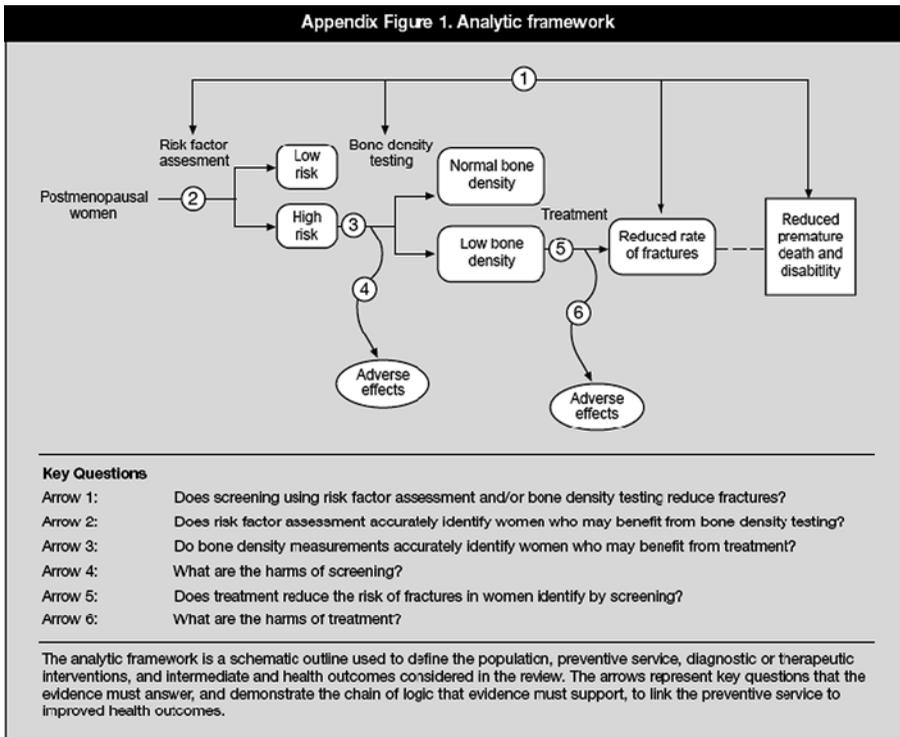 Appendix Figure 1. Analytic framework
1
Risk factor
assesment
Bone density
testing
Low
risk
Normal bone
density
Postmenopausal
women
2
High
risk
3
Treatment
Low bone
density
5
Reduced rate
of fractures
Reduced
premature
death and
disabitlity
4
6
Adverse
effects
Adverse
effects
Key Questions
Arrow 1: Does screening using risk factor assessment and/or bone density testing reduce fractures?
Arrow 2: Does risk factor assessment accurately identify women who may benefit from bone density testing?
Arrow 3: Do bone density measurements accurately identify women who may benefit from treatment?
Arrow 4: What are the harms of screening?
Arrow 5: Does treatment reduce the risk of fractures in women identify by screening?
Arrow 6: What are the harms of treatment?
The analytic framework is a schematic outline used to define the population, preventive service, diagnostic or therapeutic
interventions, and intermediate and health outcomes considered in the review. The arrows represent key questions that the
evidence must answer, and demonstrate the chain of logic that evidence must support, to link the preventive service to
improved health outcomes.